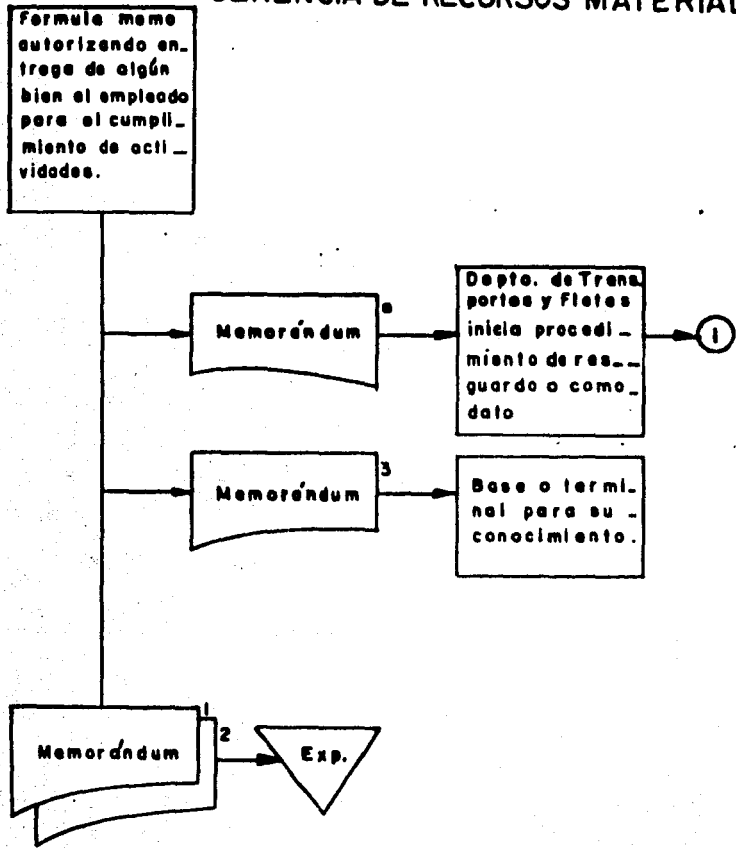 GERENCIA DE RECURSOS MATERIAL
Formula memo
autorizando en_
trega de algún
bien al empleado
para el cumpli_
miento de acti_
vidades.
Memorándum
Depto. de Trans
portes y Fletes
inicia procedi_
miento de res_
guardo o como_
dato
1
Memorándum
3
Base o termi_
nal para su
conocimiento.
Memorándum
1
2
Exp.